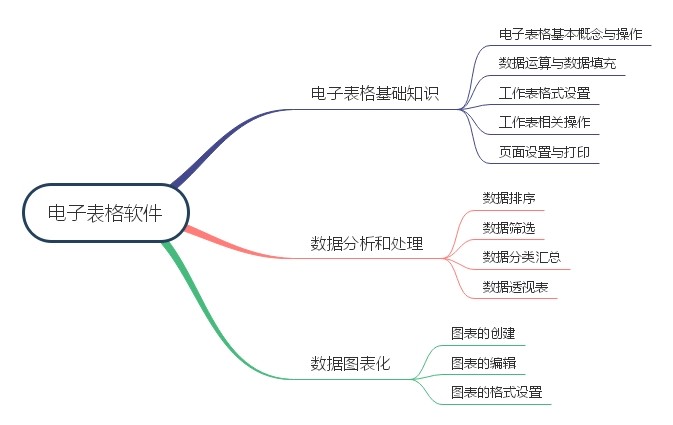 电子表格软件
电子表格基础知识
电子表格基本概念与操作
数据运算与数据填充
工作表格式设置
工作表相关操作
页面设置与打印
数据分析和处理
数据排序
数据筛选
数据分类汇总
数据透视表
数据图表化
图表的创建
图表的编辑
图表的格式设置